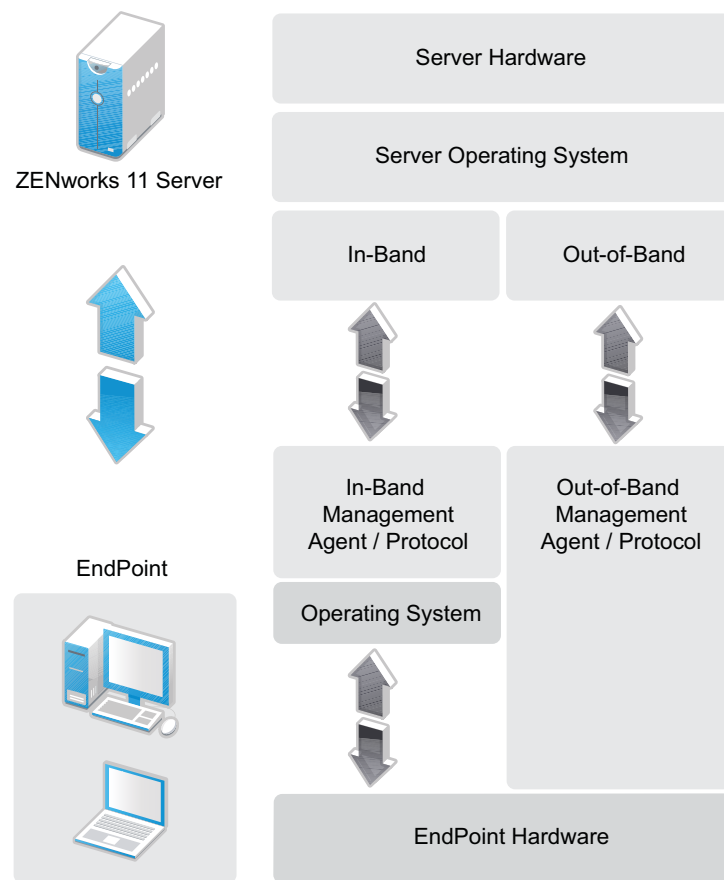 Server Hardware
Server Operating System
ZENworks 11 Server
In-Band
Out-of-Band
In-Band
Management
Agent / Protocol
Out-of-Band
Management
Agent / Protocol
EndPoint
Operating System
EndPoint Hardware